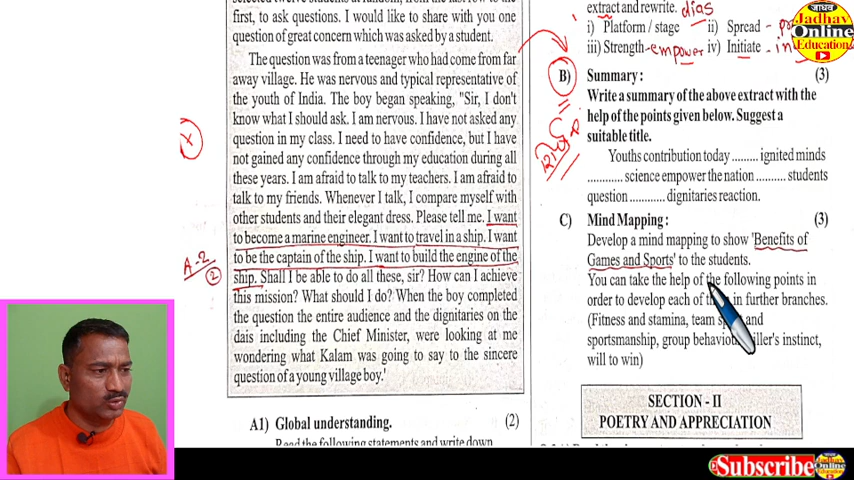 selected twelve students at random, from the last row to the
first, to ask questions. I would like to share with you one
question of great concern which was asked by a student.
The question was from a teenager who had come from far
away village. He was nervous and typical representative of
the youth of India. The boy began speaking, "Sir, I don't
know what I should ask. I am nervous. I have not asked any
question in my class. I need to have confidence, but I have
not gained any confidence through my education during all
these years. I am afraid to talk to my teachers. I am afraid to
talk to my friends. Whenever I talk, I compare myself with
other students and their elegant dress. Please tell me. I want
to become a marine engineer. I want to travel in a ship. I want
to be the captain of the ship. I want to build the engine of the
ship. Shall I be able to do all these, sir? How can I achieve
this mission? What should I do? When the boy completed
the question the entire audience and the dignitaries on the
dais including the Chief Minister, were looking at me
wondering what Kalam was going to say to the sincere
question of a young village boy.'
A-2
2
A1) Global understanding. (2)
Read the following statements and write down
extract and rewrite. dias
i) Platform / stage ii) Spread -
iii) Strength - empower iv) Initiate -
B) Summary : (3)
Write a summary of the above extract with the
help of the points given below. Suggest a
suitable title.
Youths contribution today ......... ignited minds
............ science empower the nation .......... students
question ............ dignitaries reaction.
C) Mind Mapping : (3)
Develop a mind mapping to show 'Benefits of
Games and Sports' to the students.
You can take the help of the following points in
order to develop each of in further branches.
(Fitness and stamina, team and
sportsmanship, group behaviou killer's instinct,
will to win)
SECTION - II
POETRY AND APPRECIATION
जाधव
Jadhav
Online
Education
Subscribe
Jadhav
Online
Education